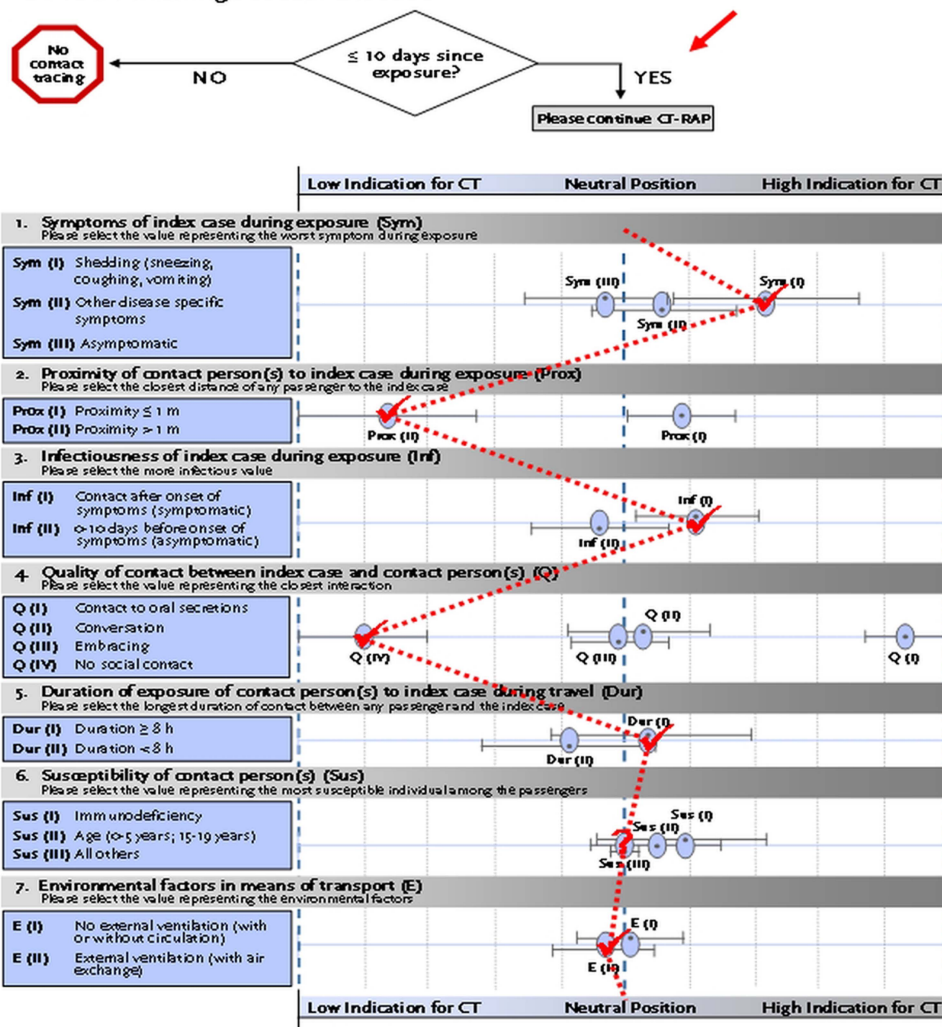 No
contact
tracing
NO
≤ 10 days since
exposure?
YES
Please continue CT-RAP
Low Indication for CT Neutral Position High Indication for CT
1. Symptoms of index case during exposure (Sym)
Please select the value representing the worst symptom during exposure
Sym (I) Shedding (sneezing,
coughing, vomiting)
Sym (II) Other disease specific
symptoms
Sym (III) Asymptomatic
Sym (III) Sym (I)
Sym (II)
2. Proximity of contact person(s) to index case during exposure (Prox)
Please select the closest distance of any passenger to the index case
Prox (I) Proximity ≤ 1 m
Prox (II) Proximity > 1 m
Prox (II) Prox (I)
3. Infectiousness of index case during exposure (Inf)
Please select the more infectious value
Inf (I) Contact after onset of
symptoms (symptomatic)
Inf (II) 0-10 days before onset of
symptoms (asymptomatic)
Inf (I)
Inf (II)
4. Quality of contact between index case and contact person(s) (Q)
Please select the value representing the closest interaction
Q (I) Contact to oral secretions
Q (II) Conversation
Q (III) Embracing
Q (IV) No social contact
Q (II)
Q (IV) Q (III) Q (I)
5. Duration of exposure of contact person(s) to index case during travel (Dur)
Please select the longest duration of contact between any passenger and the index case
Dur (I) Duration ≥ 8 h
Dur (II) Duration < 8 h
Dur (I)
Dur (II)
6. Susceptibility of contact person(s) (Sus)
Please select the value representing the most susceptible individual among the passengers
Sus (I) Immunodeficiency
Sus (II) Age (0-5 years; 15-19 years)
Sus (III) All others
Sus (I)
Sus (II)
Sus (III)
7. Environmental factors in means of transport (E)
Please select the value representing the environmental factors
E (I) No external ventilation (with
or without circulation)
E (II) External ventilation (with air
exchange)
E (I)
E (II)
Low Indication for CT Neutral Position High Indication for CT